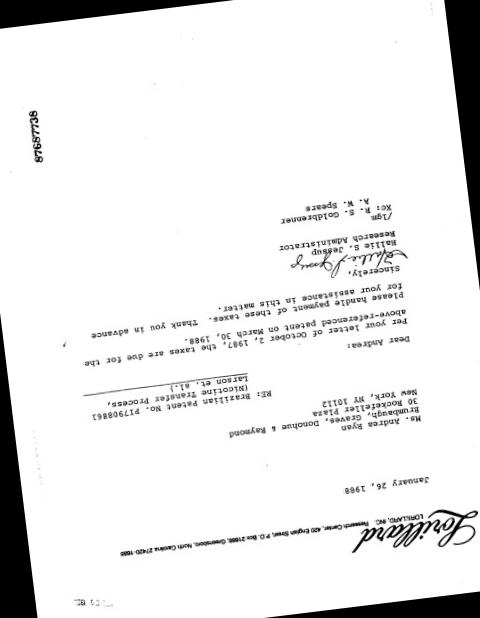 Lorillard
LORILLARD, INC. Research Center, 420 English Street, P.O. Box 21688, Greensboro, North Carolina 27420-1688
January 26, 1988
Ms. Andrea Ryan
Brumbaugh, Graves, Donohue & Raymond
30 Rockefeller Plaza
New York, NY 10112
RE: Brazilian Patent No. P17908861
(Nicotine Transfer Process,
Larson et. al.)
Dear Andrea:
Per your letter of October 2, 1987, the taxes are due for the
above-referenced patent on March 30, 1988.
Please handle payment of these taxes. Thank you in advance
for your assistance in this matter.
Sincerely,
Hallie S. Jessup
Hallie S. Jessup
Research Administrator
/lgm
Xc: R. S. Goldbrenner
A. W. Spears
87687738